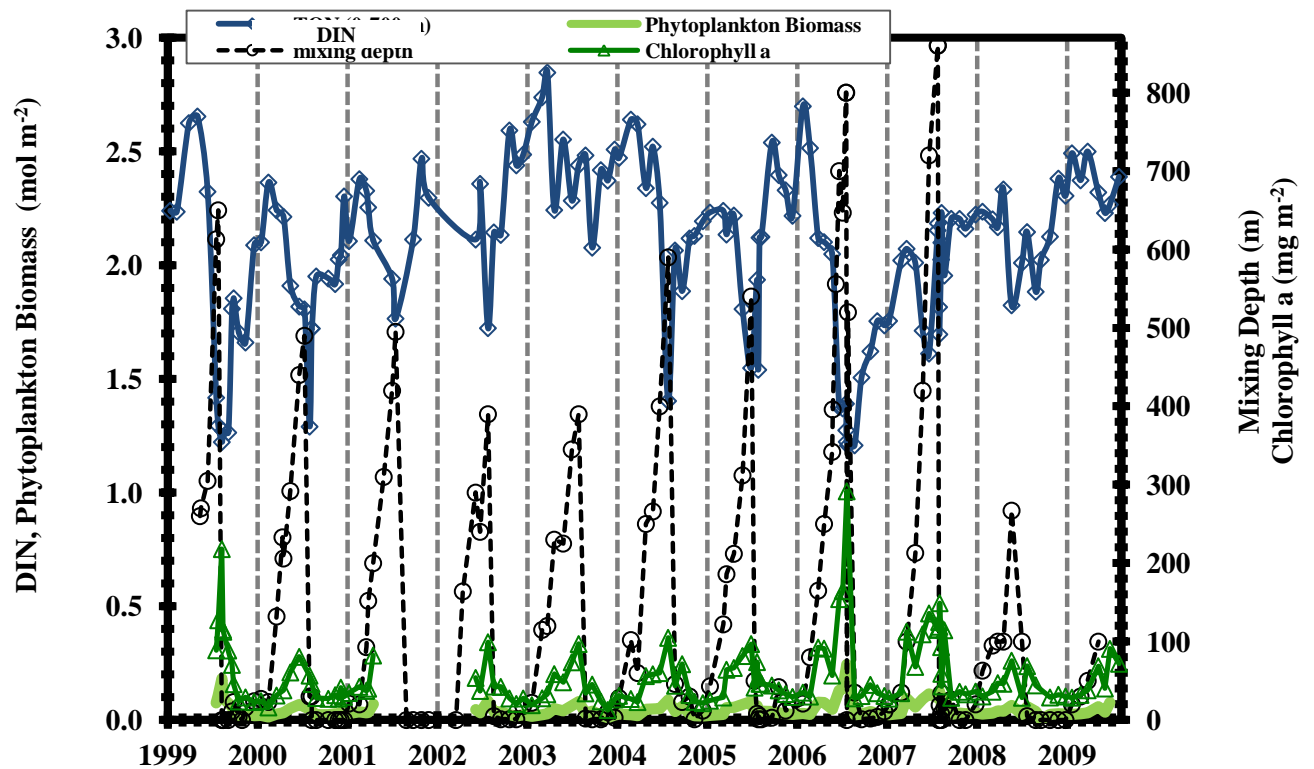 DIN
Phytoplankton Biomass
mixing depth
Chlorophyll a
3.0
2.5
2.0
1.5
1.0
0.5
0.0
800
700
600
500
400
300
200
100
0
DIN, Phytoplankton Biomass (mol m-2)
Mixing Depth (m)
Chlorophyll a (mg m-2)
1999 2000 2001 2002 2003 2004 2005 2006 2007 2008 2009